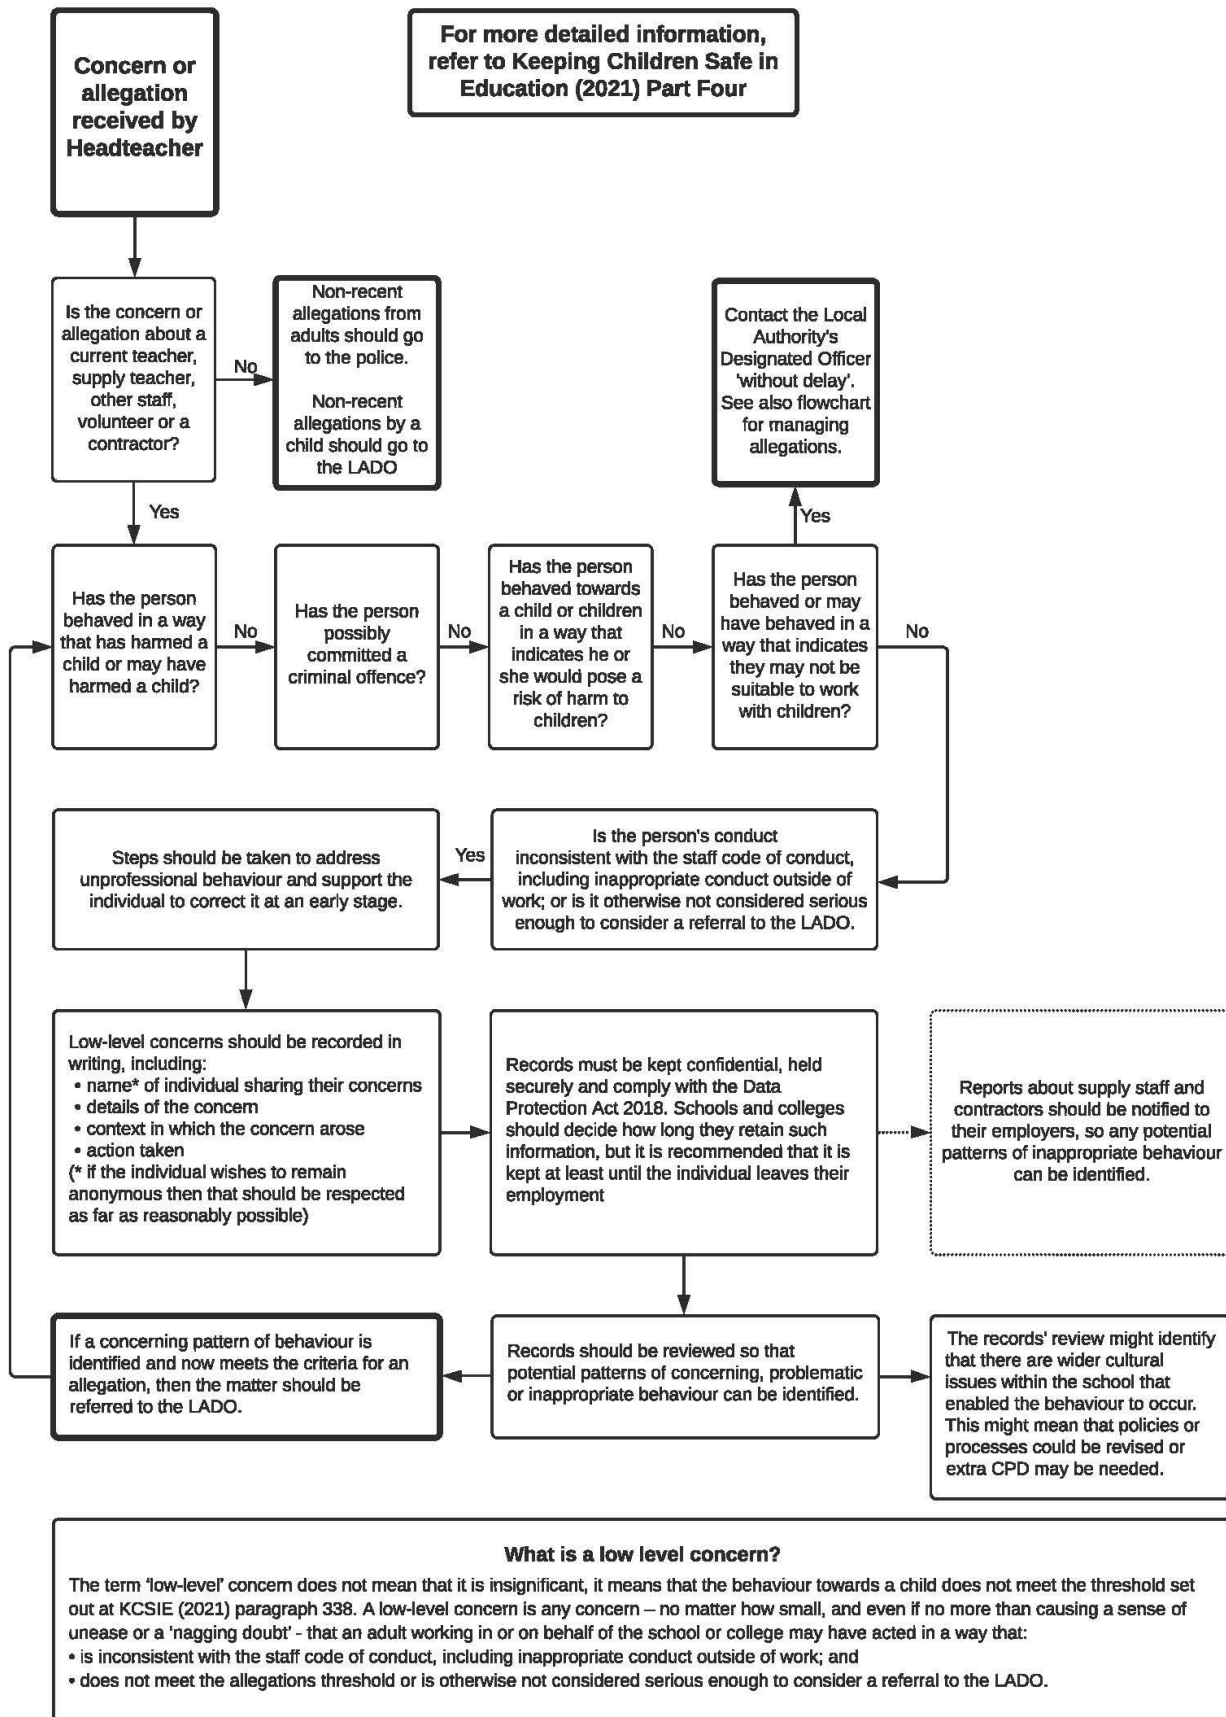 Concern or
allegation
received by
Headteacher
For more detailed information,
refer to Keeping Children Safe in
Education (2021) Part Four
Is the concern or
allegation about a
current teacher,
supply teacher,
other staff,
volunteer or a
contractor?
No
Non-recent
allegations from
adults should go
to the police.
Non-recent
allegations by a
child should go to
the LADO
Contact the Local
Authority's
Designated Officer
'without delay'.
See also flowchart
for managing
allegations.
Yes
Yes
Has the person
behaved in a way
that has harmed a
child or may have
harmed a child?
No
Has the person
possibly
committed a
criminal offence?
No
Has the person
behaved towards
a child or children
in a way that
indicates he or
she would pose a
risk of harm to
children?
No
Has the person
behaved or may
have behaved in a
way that indicates
they may not be
suitable to work
with children?
No
Steps should be taken to address
unprofessional behaviour and support the
individual to correct it at an early stage.
Yes
Is the person's conduct
inconsistent with the staff code of conduct,
including inappropriate conduct outside of
work; or is it otherwise not considered serious
enough to consider a referral to the LADO.
Low-level concerns should be recorded in
writing, including:
• name* of individual sharing their concerns
• details of the concern
• context in which the concern arose
• action taken
(* if the individual wishes to remain
anonymous then that should be respected
as far as reasonably possible)
Records must be kept confidential, held
securely and comply with the Data
Protection Act 2018. Schools and colleges
should decide how long they retain such
information, but it is recommended that it is
kept at least until the individual leaves their
employment
Reports about supply staff and
contractors should be notified to
their employers, so any potential
patterns of inappropriate behaviour
can be identified.
If a concerning pattern of behaviour is
identified and now meets the criteria for an
allegation, then the matter should be
referred to the LADO.
Records should be reviewed so that
potential patterns of concerning, problematic
or inappropriate behaviour can be identified.
The records' review might identify
that there are wider cultural
issues within the school that
enabled the behaviour to occur.
This might mean that policies or
processes could be revised or
extra CPD may be needed.
What is a low level concern?
The term 'low-level' concern does not mean that it is insignificant, it means that the behaviour towards a child does not meet the threshold set
out at KCSIE (2021) paragraph 338. A low-level concern is any concern – no matter how small, and even if no more than causing a sense of
unease or a 'nagging doubt' - that an adult working in or on behalf of the school or college may have acted in a way that:
• is inconsistent with the staff code of conduct, including inappropriate conduct outside of work; and
• does not meet the allegations threshold or is otherwise not considered serious enough to consider a referral to the LADO.